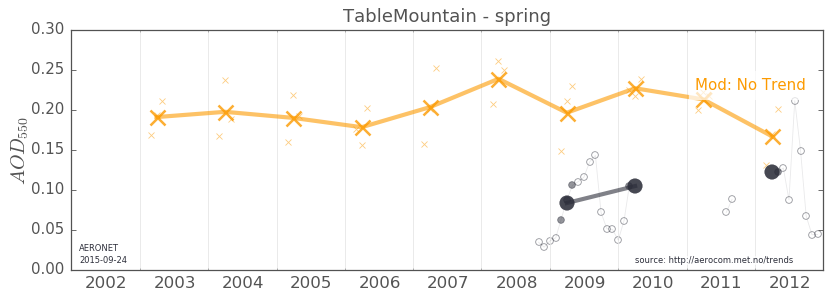 TableMountain - spring
0.30
0.25
0.20
0.15
0.10
0.05
0.00
AOD550
Mod: No Trend
AERONET
2015-09-24
source: http://aerocom.met.no/trends
2002 2003 2004 2005 2006 2007 2008 2009 2010 2011 2012